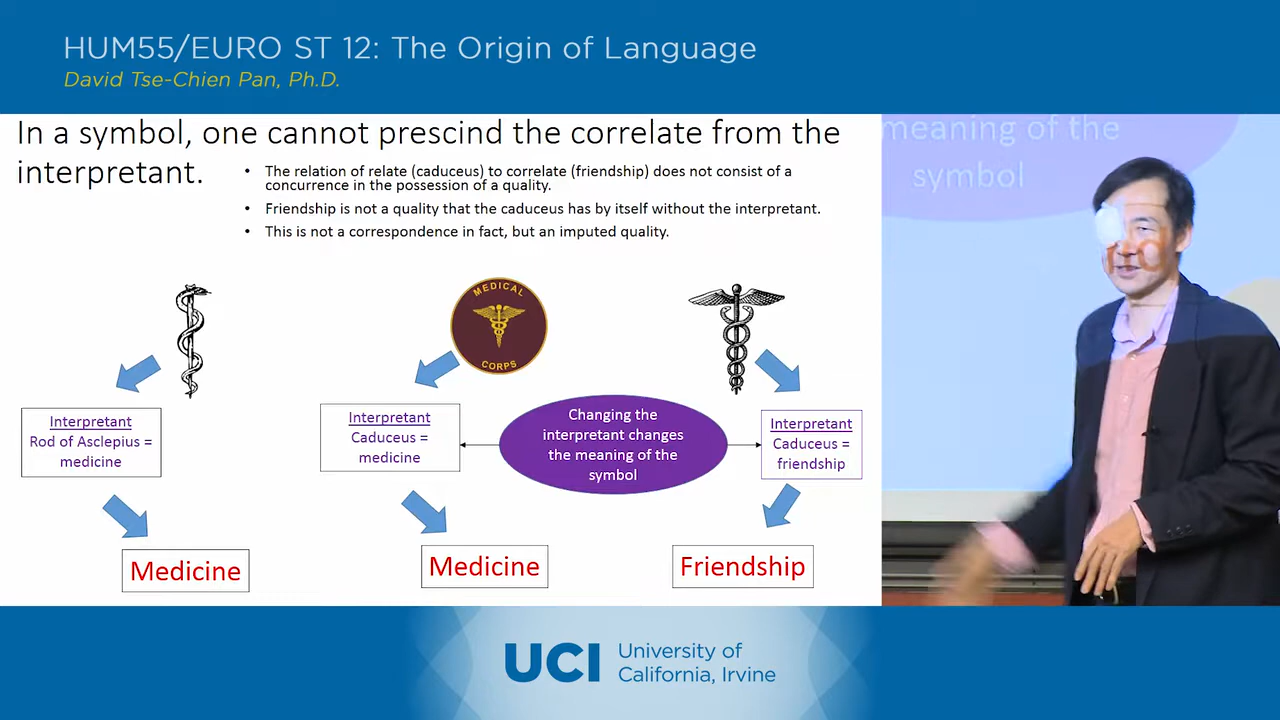 HUM55/EURO ST 12: The Origin of Language
David Tse-Chien Pan, Ph.D.
In a symbol, one cannot prescind the correlate from the
interpretant.
• The relation of relate (caduceus) to correlate (friendship) does not consist of a
concurrence in the possession of a quality.
• Friendship is not a quality that the caduceus has by itself without the interpretant.
• This is not a correspondence in fact, but an imputed quality.
MEDICAL
CORPS
Interpretant
Rod of Asclepius =
medicine
Interpretant
Caduceus =
medicine
Changing the
interpretant changes
the meaning of the
symbol
Interpretant
Caduceus =
friendship
Medicine
Medicine
Friendship
meaning of the
symbol
UCI
University of
California, Irvine